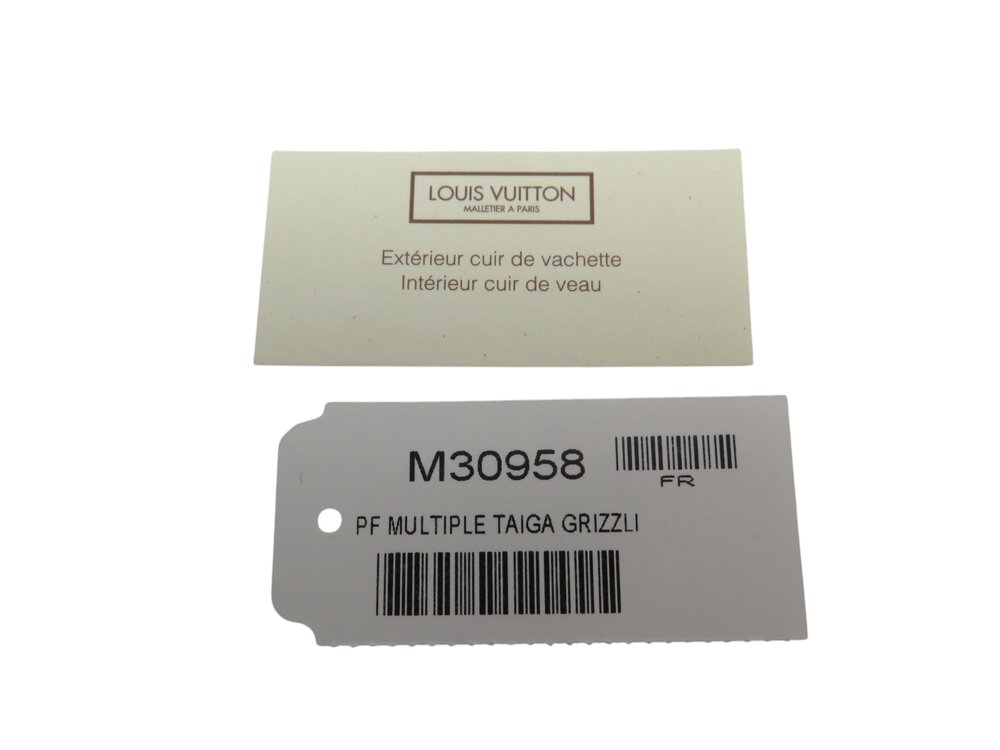 LOUIS VUITTON
MALLETIER A PARIS
Extérieur cuir de vachette
Intérieur cuir de veau
M30958
FR
PF MULTIPLE TAIGA GRIZZLI